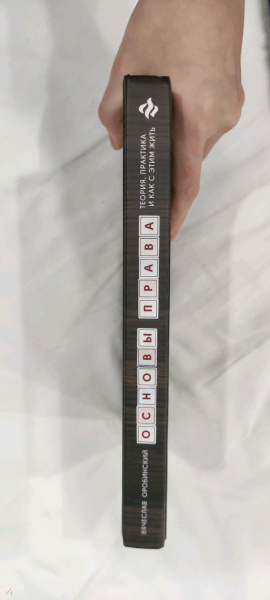 ВЯЧЕСЛАВ ОРОБИНСКИЙ
ОСНОВЫ ПРАВА
ТЕОРИЯ, ПРАКТИКА
И КАК С ЭТИМ ЖИТЬ